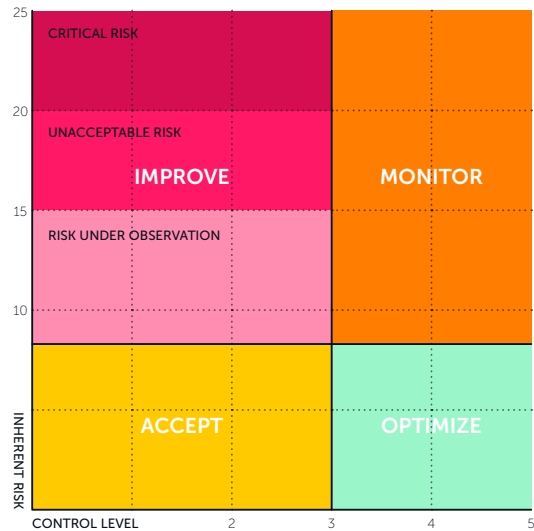 25
CRITICAL RISK
20
UNACCEPTABLE RISK
IMPROVE
MONITOR
15
RISK UNDER OBSERVATION
10
ACCEPT
OPTIMIZE
INHERENT RISK
CONTROL LEVEL
2
3
4
5